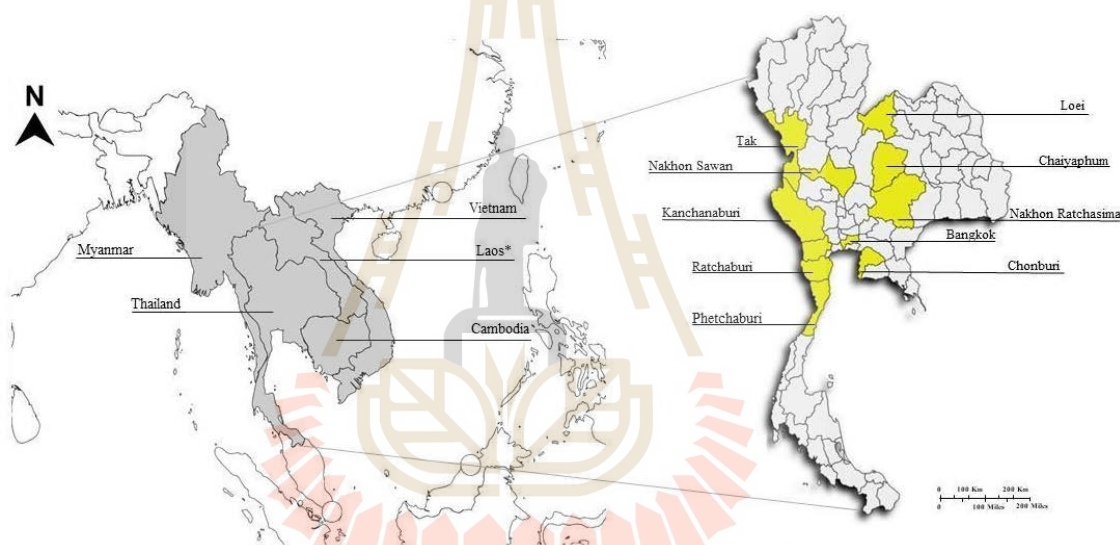 N
Vietnam
Myanmar
Laos*
Thailand
Cambodia
Loei
Tak
Chaiyaphum
Nakhon Sawan
Kanchanaburi
Nakhon Ratchasima
Bangkok
Ratchaburi
Chonburi
Phetchaburi
0 100 Km 200 Km
0 100 Miles 200 Miles